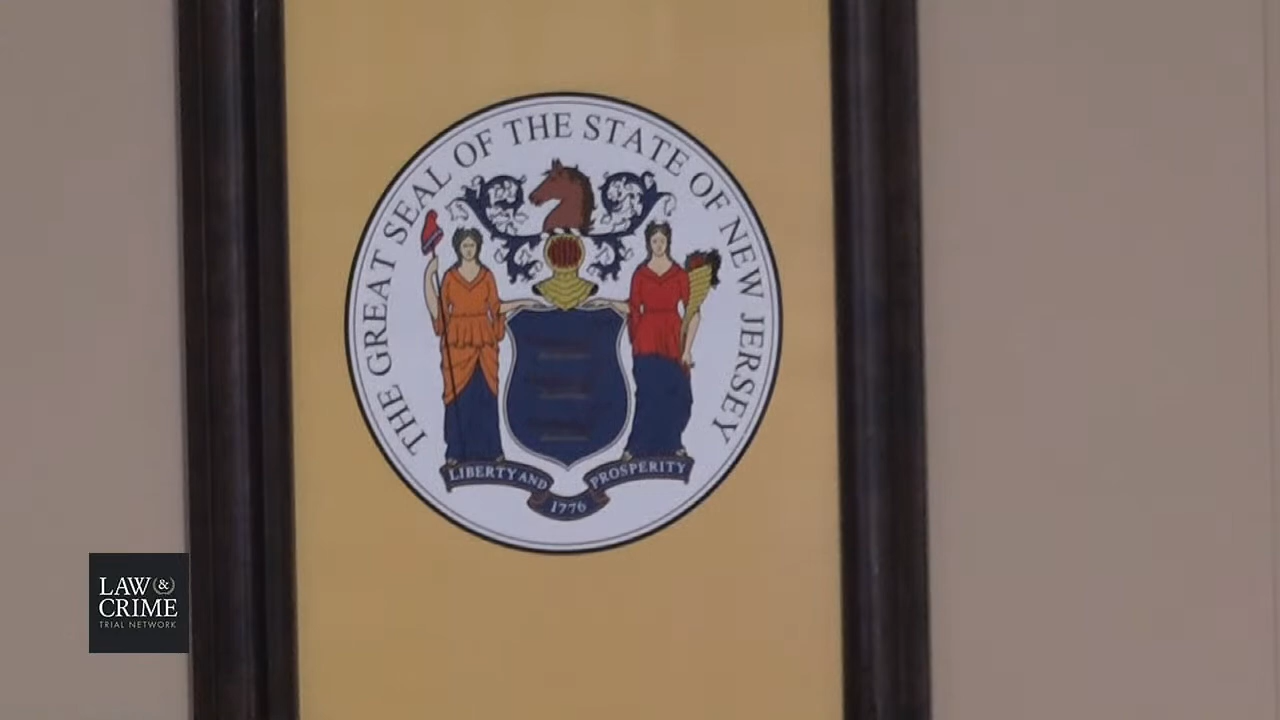 THE GREAT SEAL OF THE STATE OF NEW JERSEY
LIBERTY AND PROSPERITY
1776
LAW & CRIME
TRIAL NETWORK